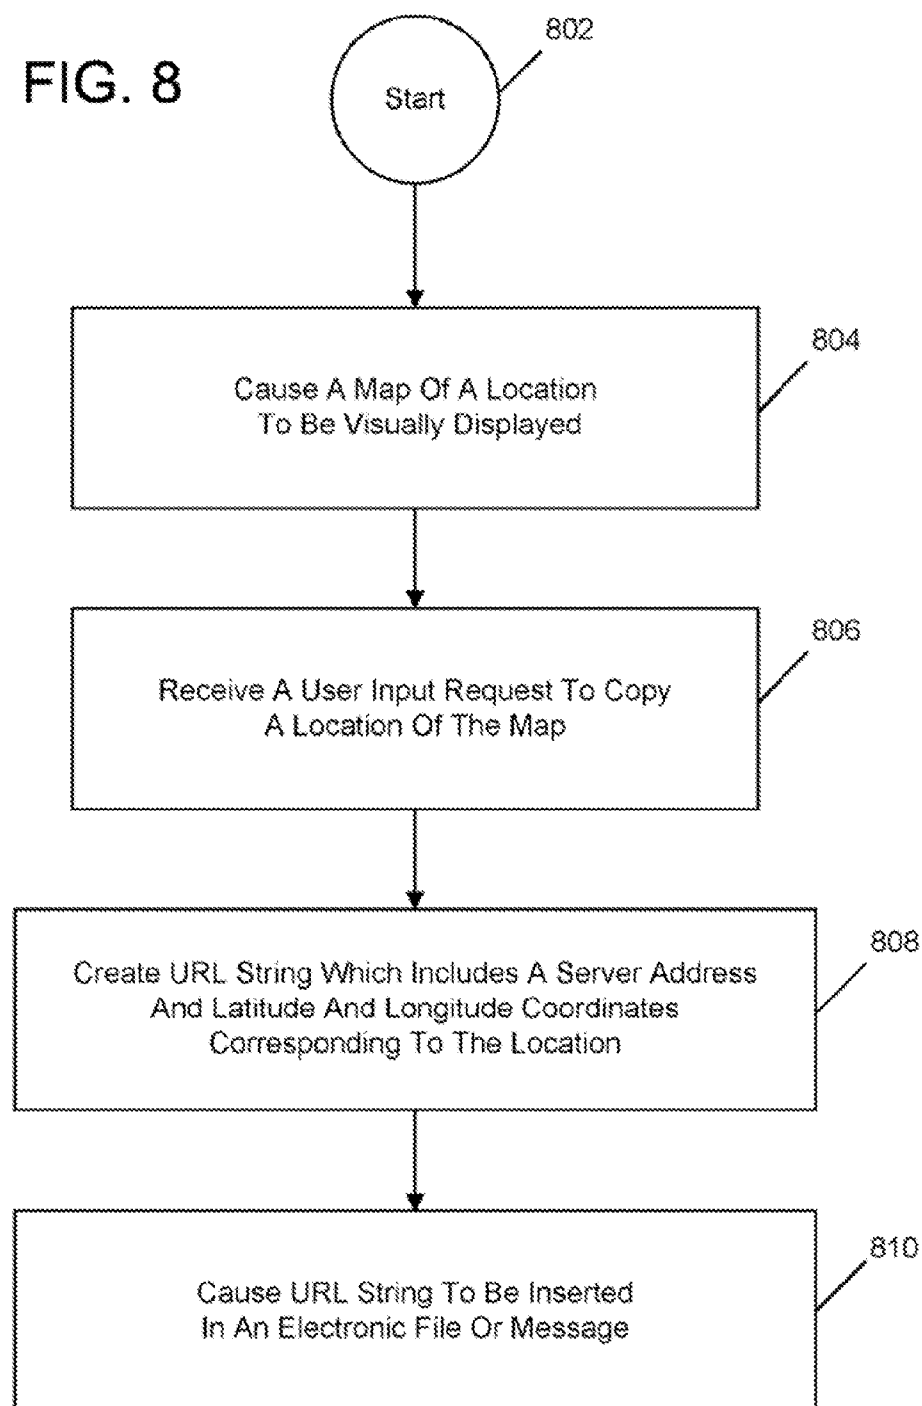 FIG. 8
802
Start
804
Cause A Map Of A Location
To Be Visually Displayed
806
Receive A User Input Request To Copy
A Location Of The Map
808
Create URL String Which Includes A Server Address
And Latitude And Longitude Coordinates
Corresponding To The Location
810
Cause URL String To Be Inserted
In An Electronic File Or Message